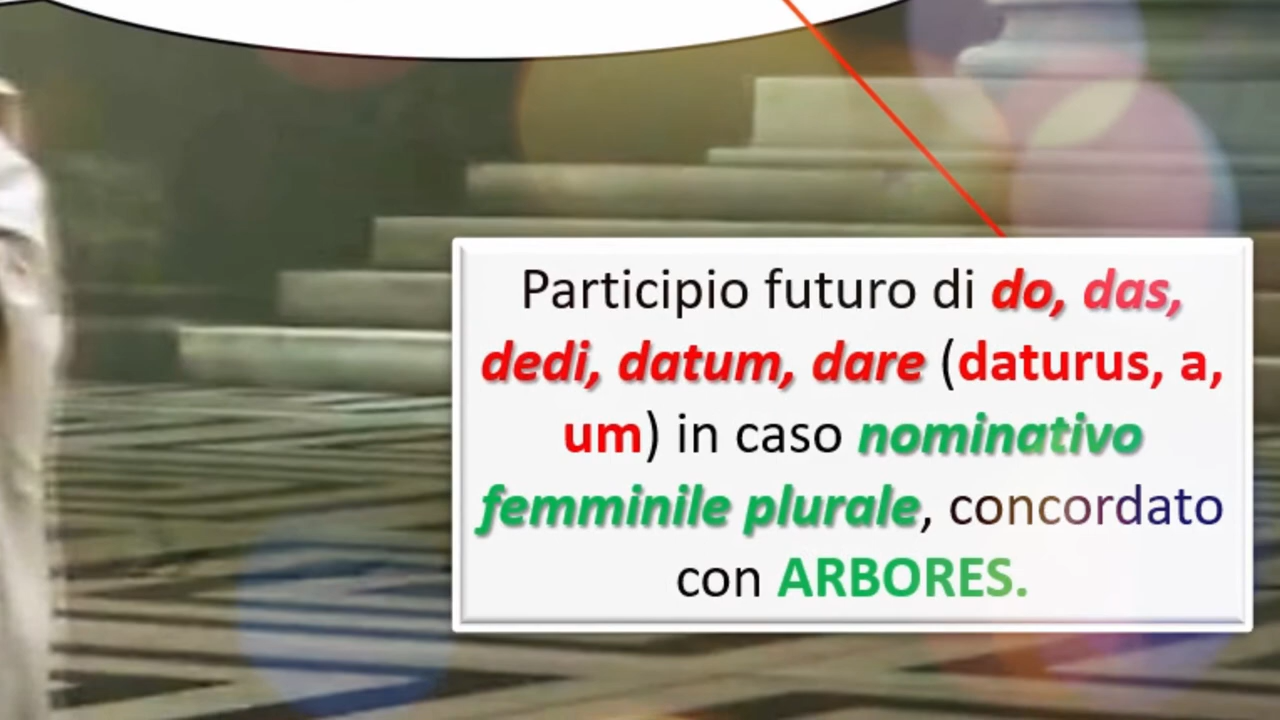 Participio futuro di do, das,
dedi, datum, dare (daturus, a,
um) in caso nominativo
femminile plurale, concordato
con ARBORES.